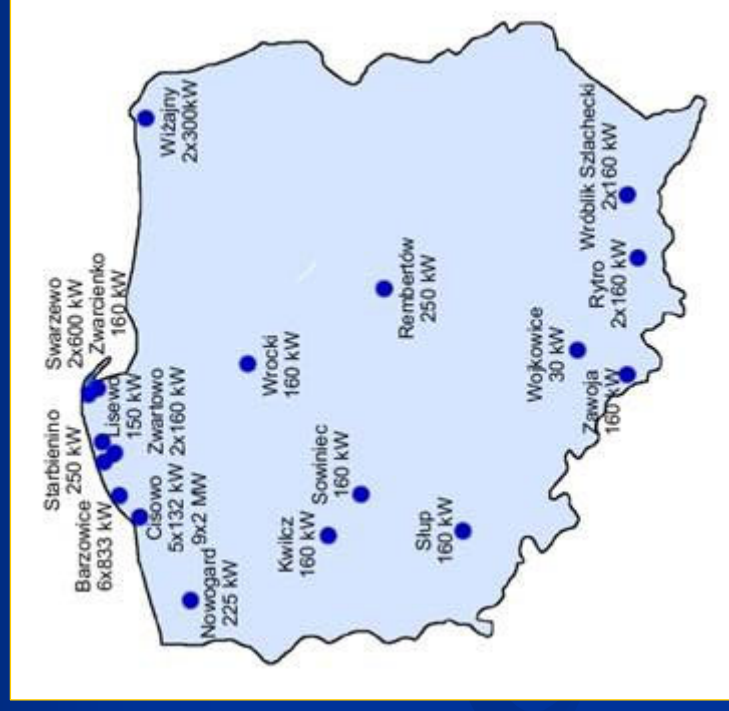 Swarzewo
2x600 kW
Zwarcienko
160 kW
Starbienino
250 kW
Lisewo
150 kW
Zwartowo
2x160 kW
Barzowice
6x833 kW
Cisowo
5x132 kW
9x2 MW
Nowogard
225 kW
Wiżajny
2x300kW
Wrocki
160 kW
Rembertów
250 kW
Sowiniec
160 kW
Kwilcz
160 kW
Słup
160 kW
Wojkowice
30 kW
Zawoja
160 kW
Rytro
2x160 kW
Wróblik Szlachecki
2x160 kW